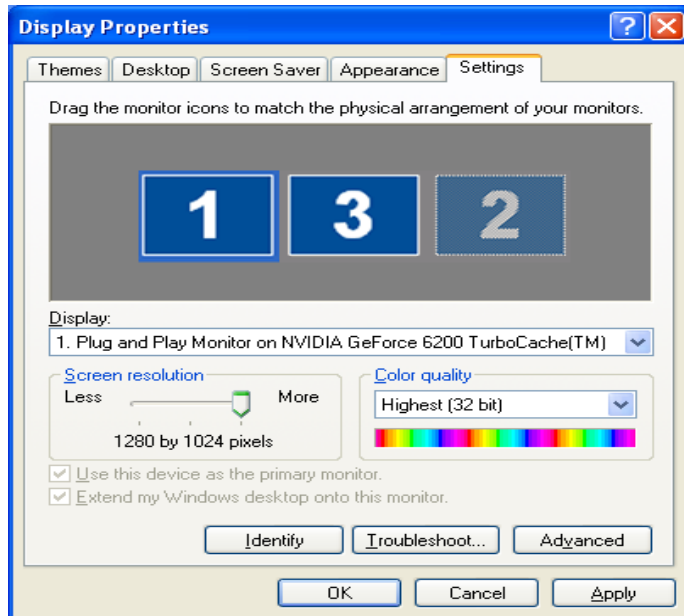 Display Properties
Themes Desktop Screen Saver Appearance Settings
Drag the monitor icons to match the physical arrangement of your monitors.
1 3 2
Display:
1. Plug and Play Monitor on NVIDIA GeForce 6200 TurboCache(TM)
Screen resolution Color quality
Less More Highest (32 bit)
1280 by 1024 pixels
Use this device as the primary monitor.
Extend my Windows desktop onto this monitor.
Identify Troubleshoot... Advanced
OK Cancel Apply